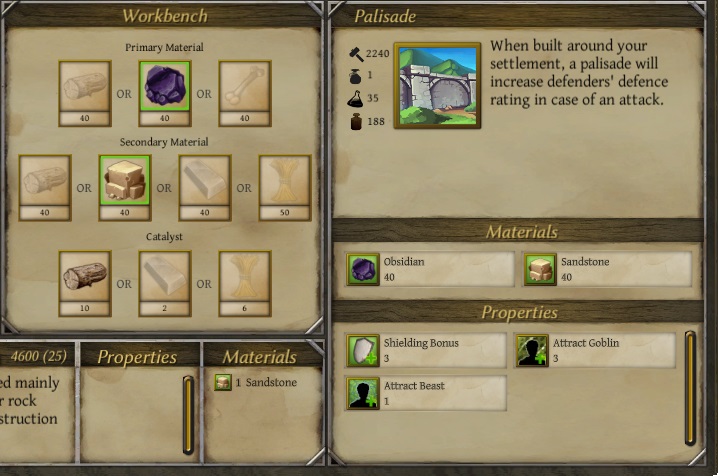 Workbench
Primary Material
OR
OR
40
40
40
Secondary Material
OR
OR
OR
40
40
40
50
Catalyst
OR
OR
10
2
6
4600 (25)
ed mainly
r rock
struction
Properties
Materials
1 Sandstone
Palisade
2240
1
35
188
When built around your
settlement, a palisade will
increase defenders' defence
rating in case of an attack.
Materials
Obsidian
40
Sandstone
40
Properties
Shielding Bonus
3
Attract Goblin
3
Attract Beast
1